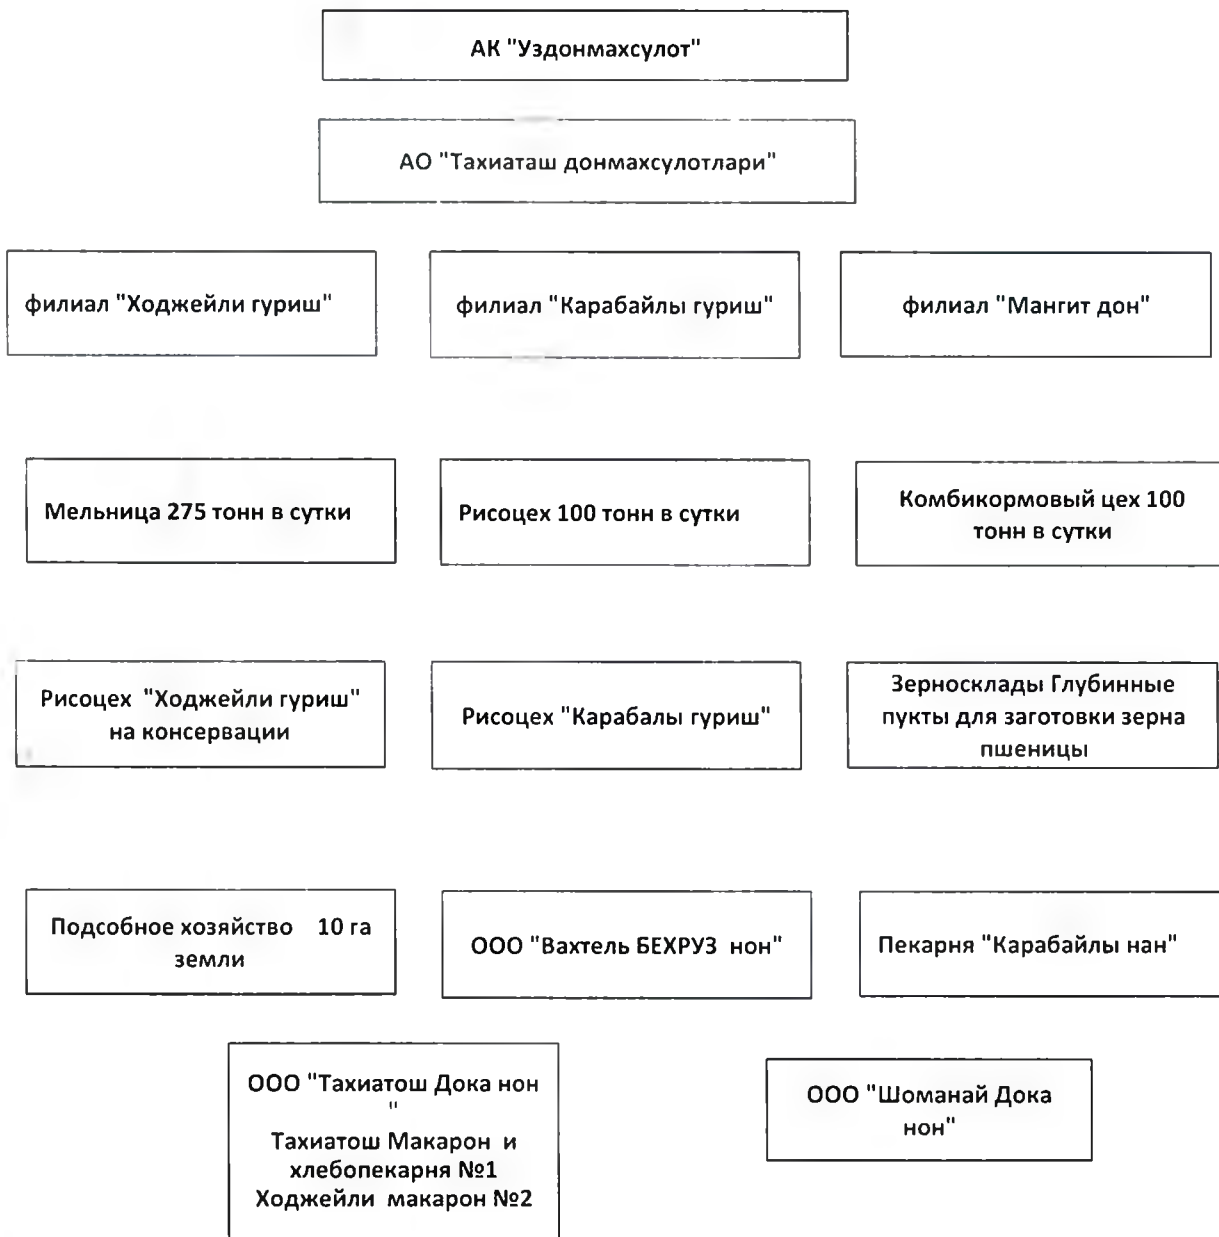 АК "Уздонмахсулот"
АО "Тахиаташ донмахсулотлари"
филиал "Ходжейли гуриш"
филиал "Карабайлы гуриш"
филиал "Мангит дон"
Мельница 275 тонн в сутки
Рисоцех 100 тонн в сутки
Комбикормовый цех 100
тонн в сутки
Рисоцех "Ходжейли гуриш"
на консервации
Рисоцех "Карабалы гуриш"
Зерносклады Глубинные
пукты для заготовки зерна
пшеницы
Подсобное хозяйство 10 га
земли
ООО "Вахтель БЕХРУЗ нон"
Пекарня "Карабайлы нан"
ООО "Тахиатош Дока нон
"
Тахиатош Макарон и
хлебопекарня №1
Ходжейли макарон №2
ООО "Шоманай Дока
нон"